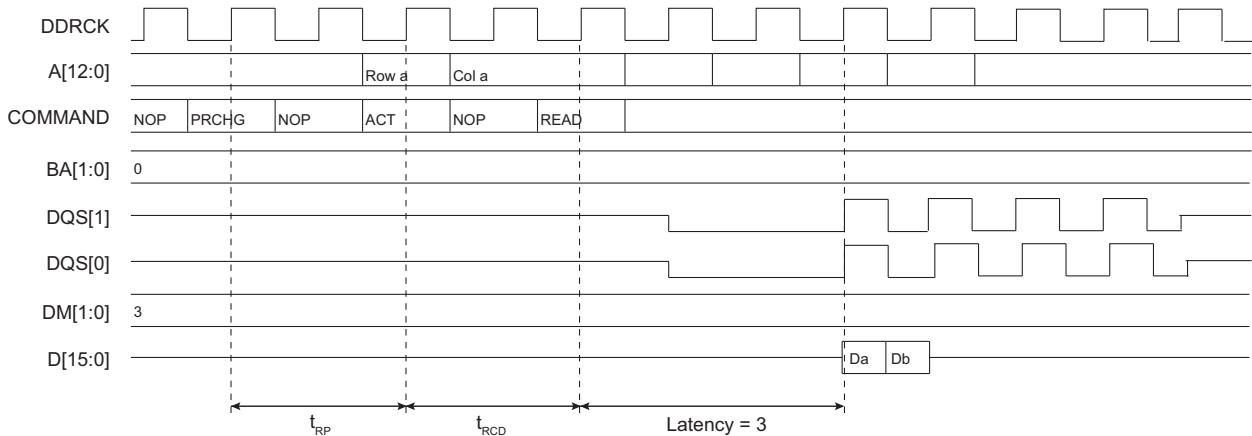 DDRCK
A[12:0] Row a Col a
COMMAND NOP PRCHG NOP ACT NOP READ
BA[1:0] 0
DQS[1]
DQS[0]
DM[1:0] 3
D[15:0] Da Db
tRP tRCD Latency = 3